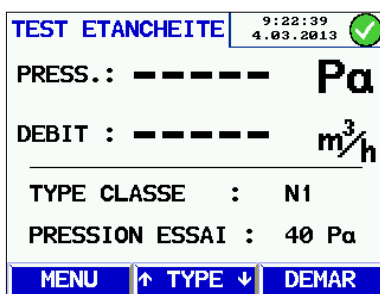 TEST ETANCHEITE 9:22:39
4.03.2013
PRESS.: ----- Pa
DEBIT : ----- m³/h
TYPE CLASSE : N1
PRESSION ESSAI : 40 Pa
MENU ↑ TYPE ↓ DEMAR